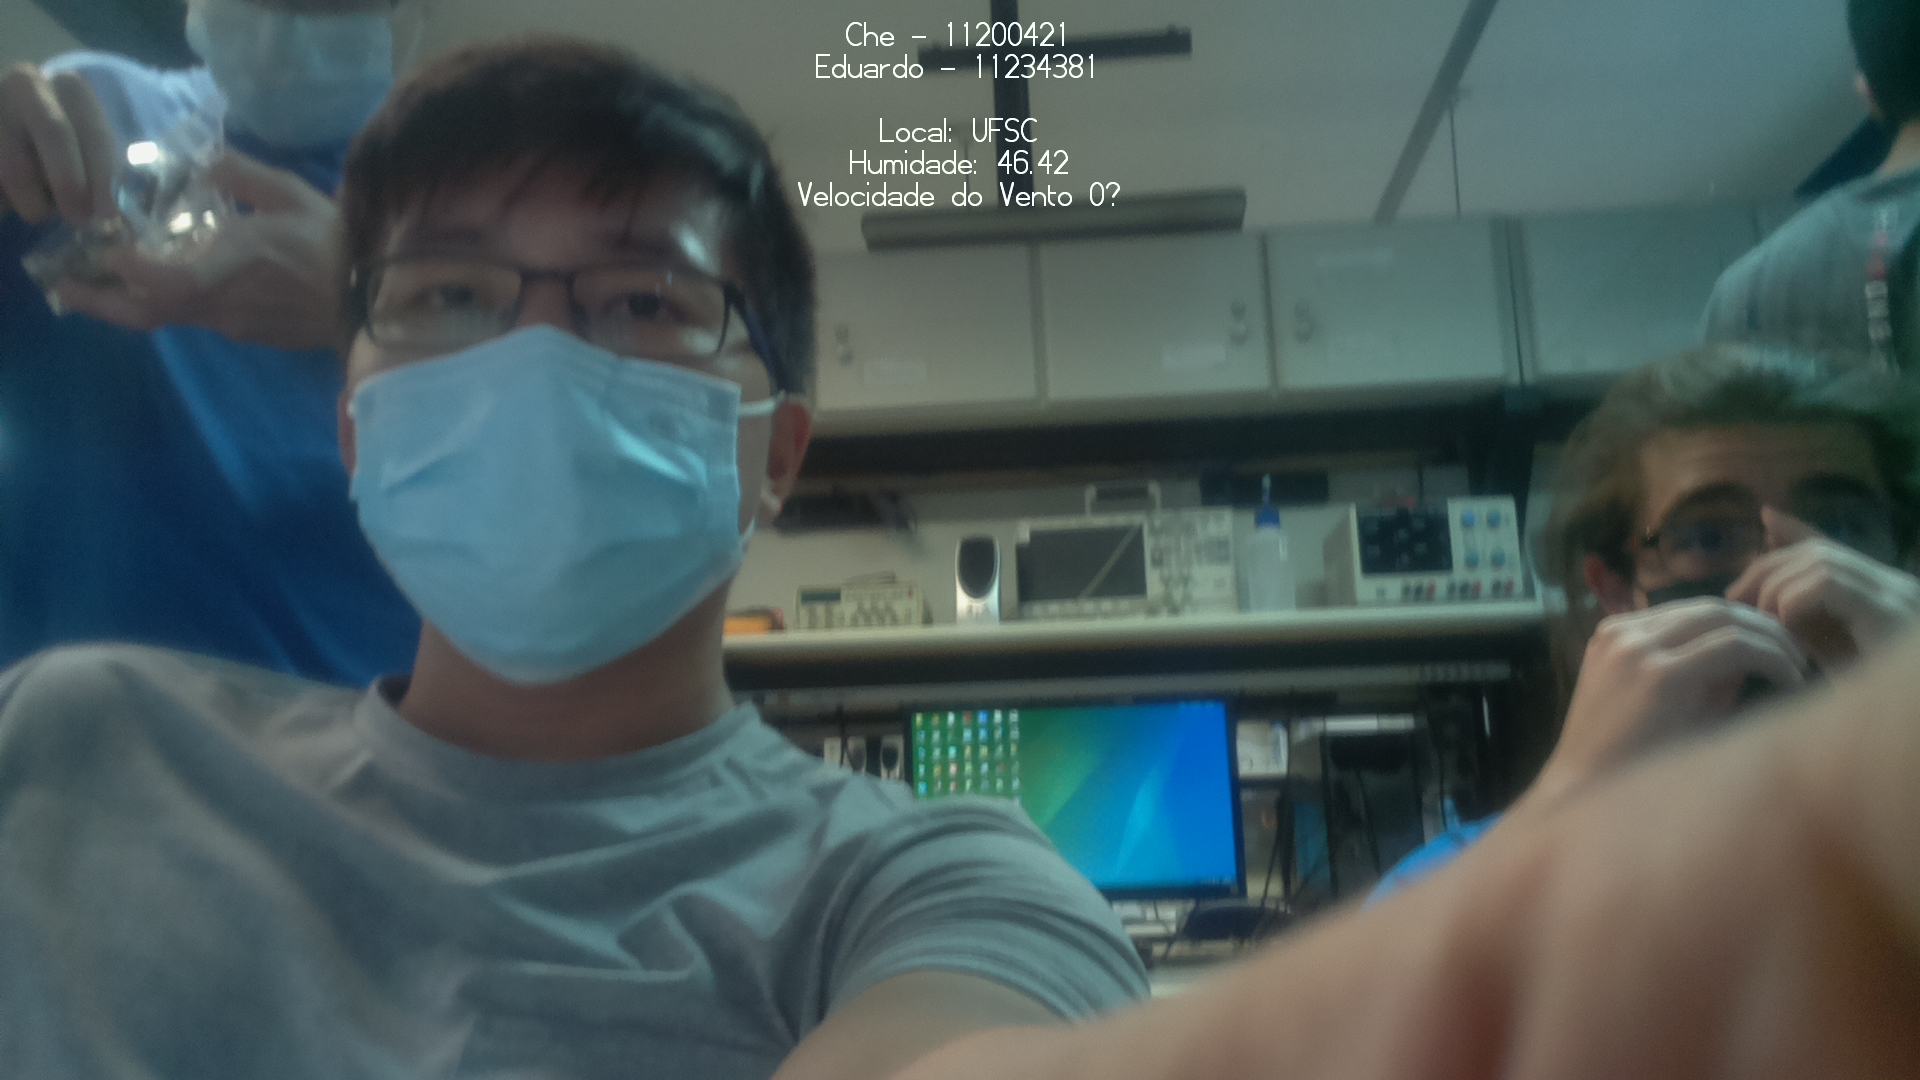 Che - 11200421
Eduardo - 11234381
Local: UFSC
Humidade: 46.42
Velocidade do Vento 0?